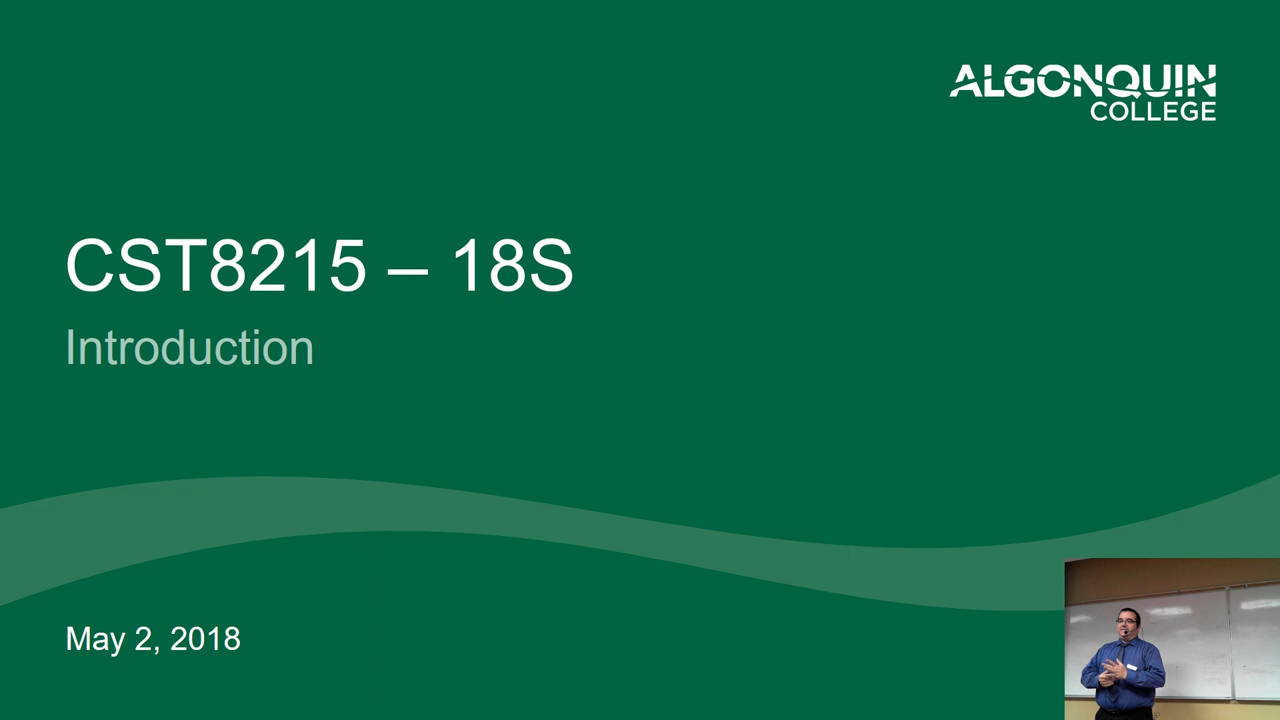 ALGONQUIN
COLLEGE
CST8215 – 18S
Introduction
May 2, 2018